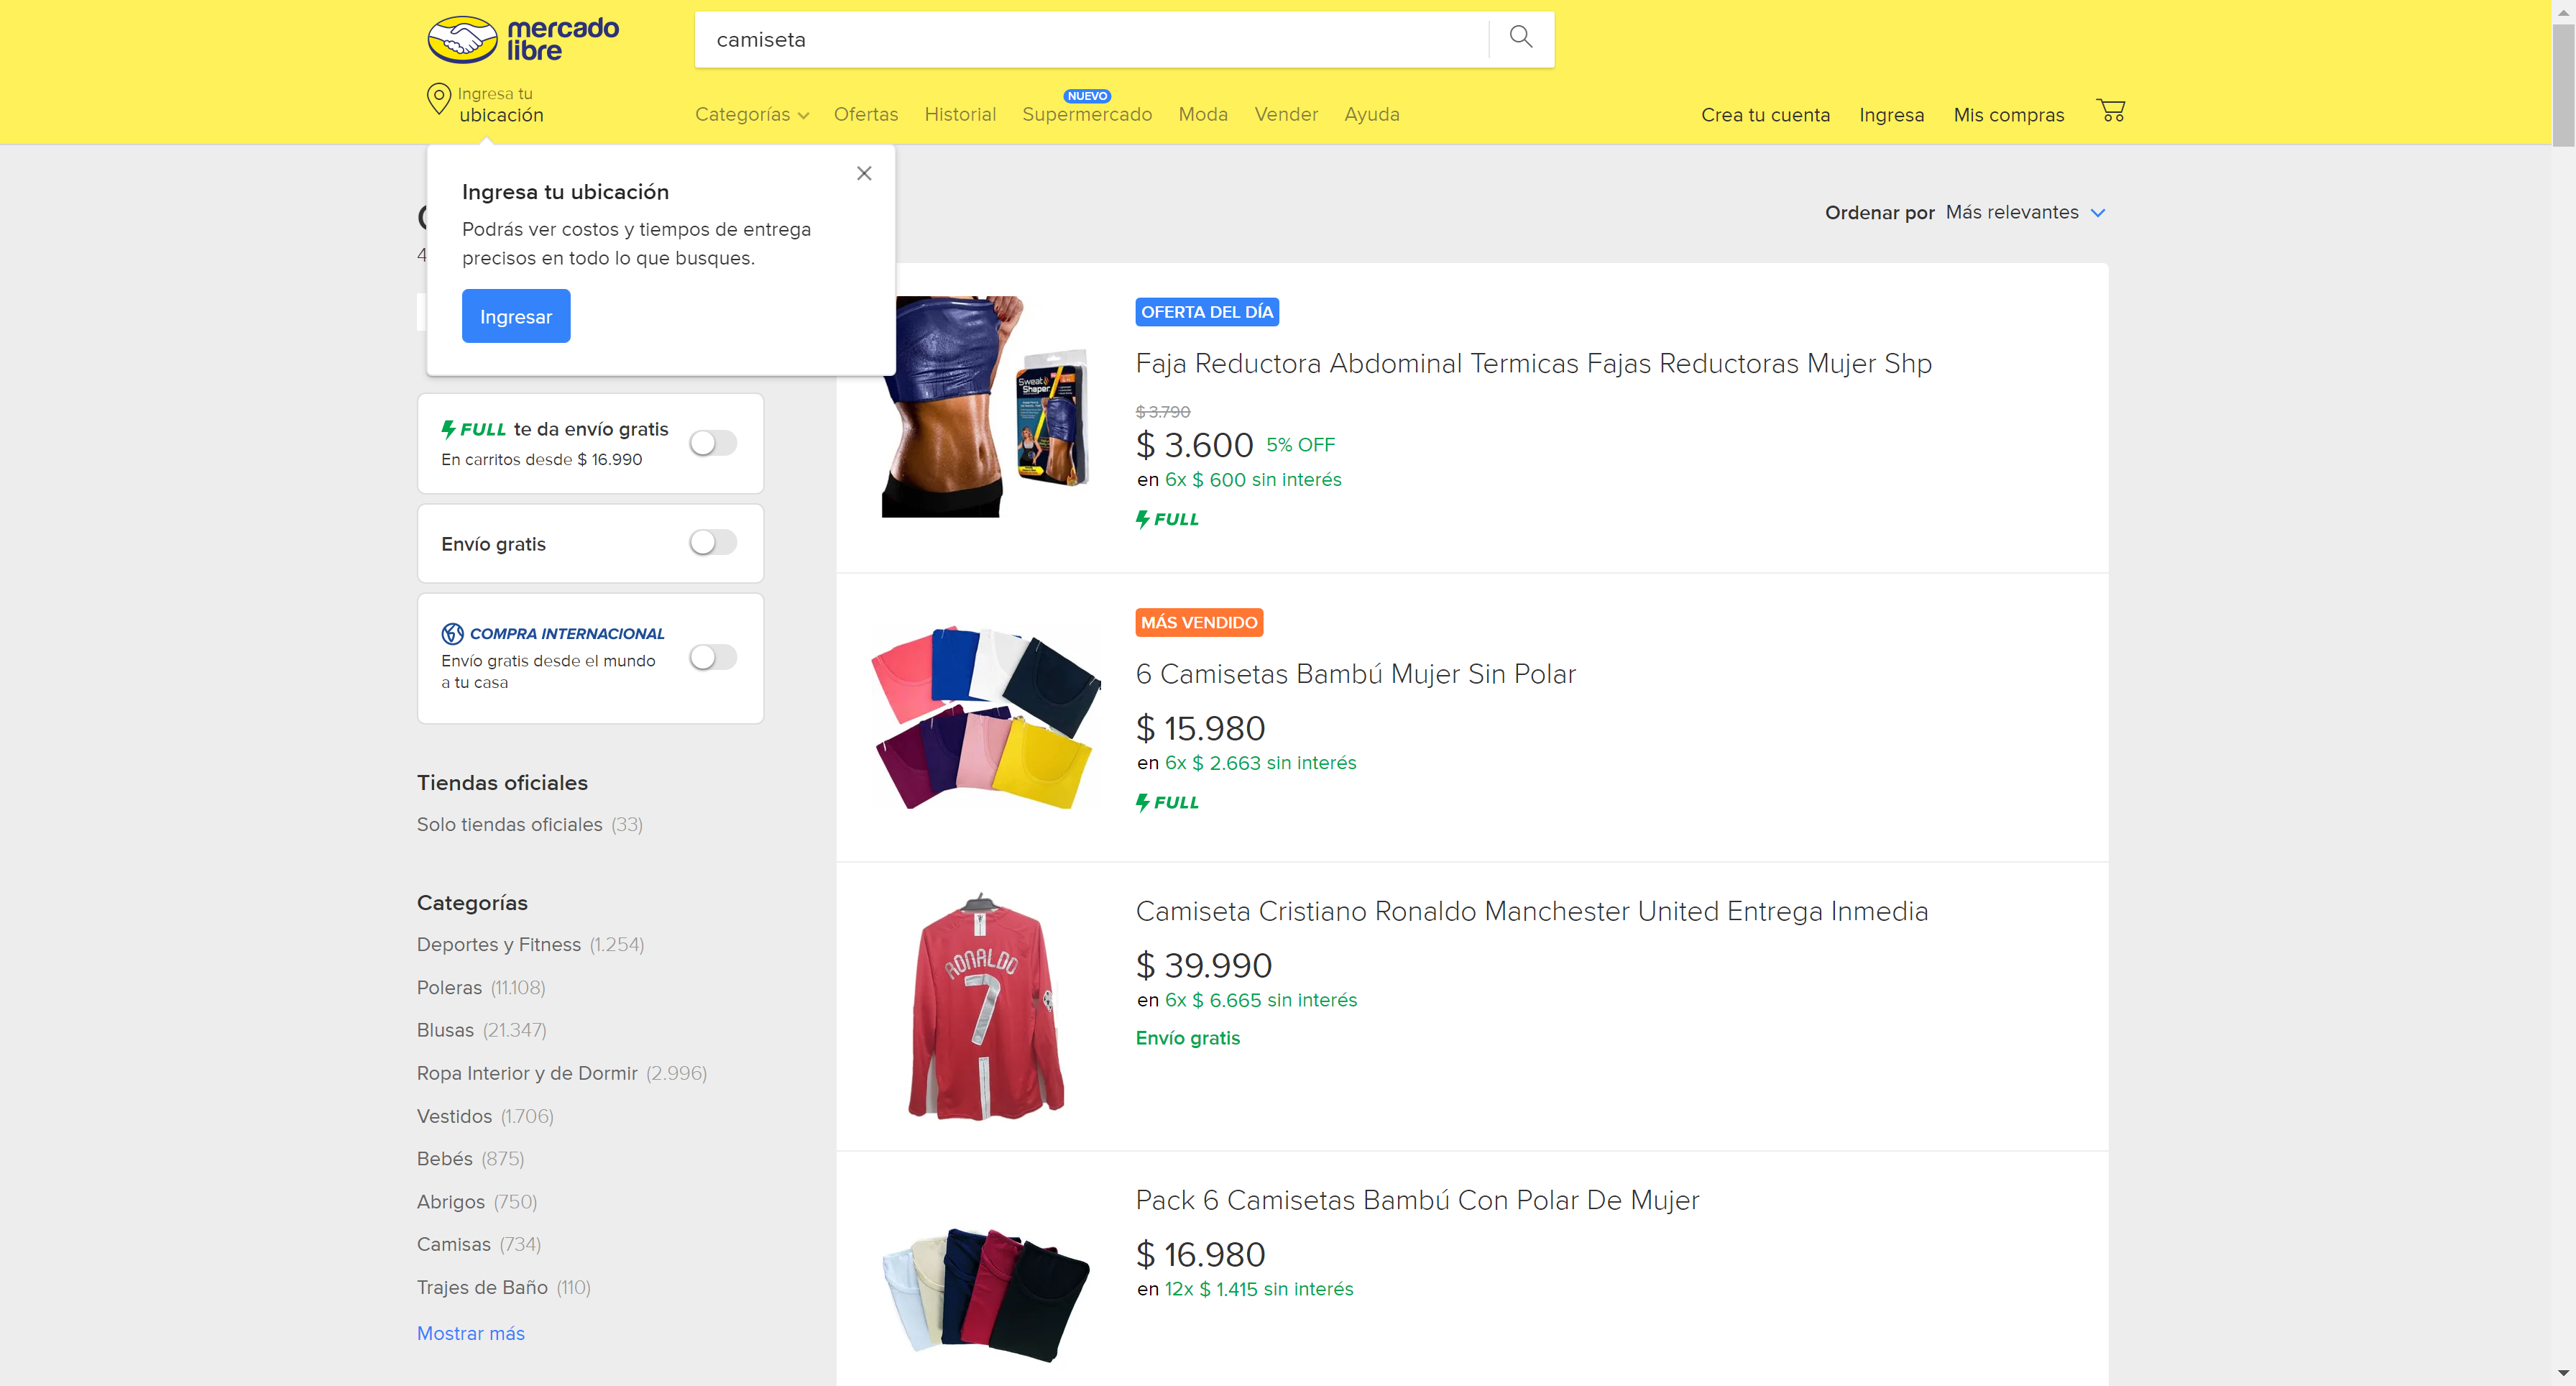 mercado
libre
camiseta
Ingresa tu
ubicación
Categorías
Ofertas
Historial
NUEVO
Supermercado
Moda
Vender
Ayuda
Crea tu cuenta
Ingresa
Mis compras
Ingresa tu ubicación
Podrás ver costos y tiempos de entrega
precisos en todo lo que busques.
Ingresar
Ordenar por Más relevantes
4
FULL te da envío gratis
En carritos desde $ 16.990
Envío gratis
COMPRA INTERNACIONAL
Envío gratis desde el mundo
a tu casa
Tiendas oficiales
Solo tiendas oficiales (33)
Categorías
Deportes y Fitness (1.254)
Poleras (11.108)
Blusas (21.347)
Ropa Interior y de Dormir (2.996)
Vestidos (1.706)
Bebés (875)
Abrigos (750)
Camisas (734)
Trajes de Baño (110)
Mostrar más
Sweat
Shaper
OFERTA DEL DÍA
Faja Reductora Abdominal Termicas Fajas Reductoras Mujer Shp
$ 3.790
$ 3.600 5% OFF
en 6x $ 600 sin interés
FULL
MÁS VENDIDO
6 Camisetas Bambú Mujer Sin Polar
$ 15.980
en 6x $ 2.663 sin interés
FULL
RONALDO
7
Camiseta Cristiano Ronaldo Manchester United Entrega Inmedia
$ 39.990
en 6x $ 6.665 sin interés
Envío gratis
Pack 6 Camisetas Bambú Con Polar De Mujer
$ 16.980
en 12x $ 1.415 sin interés